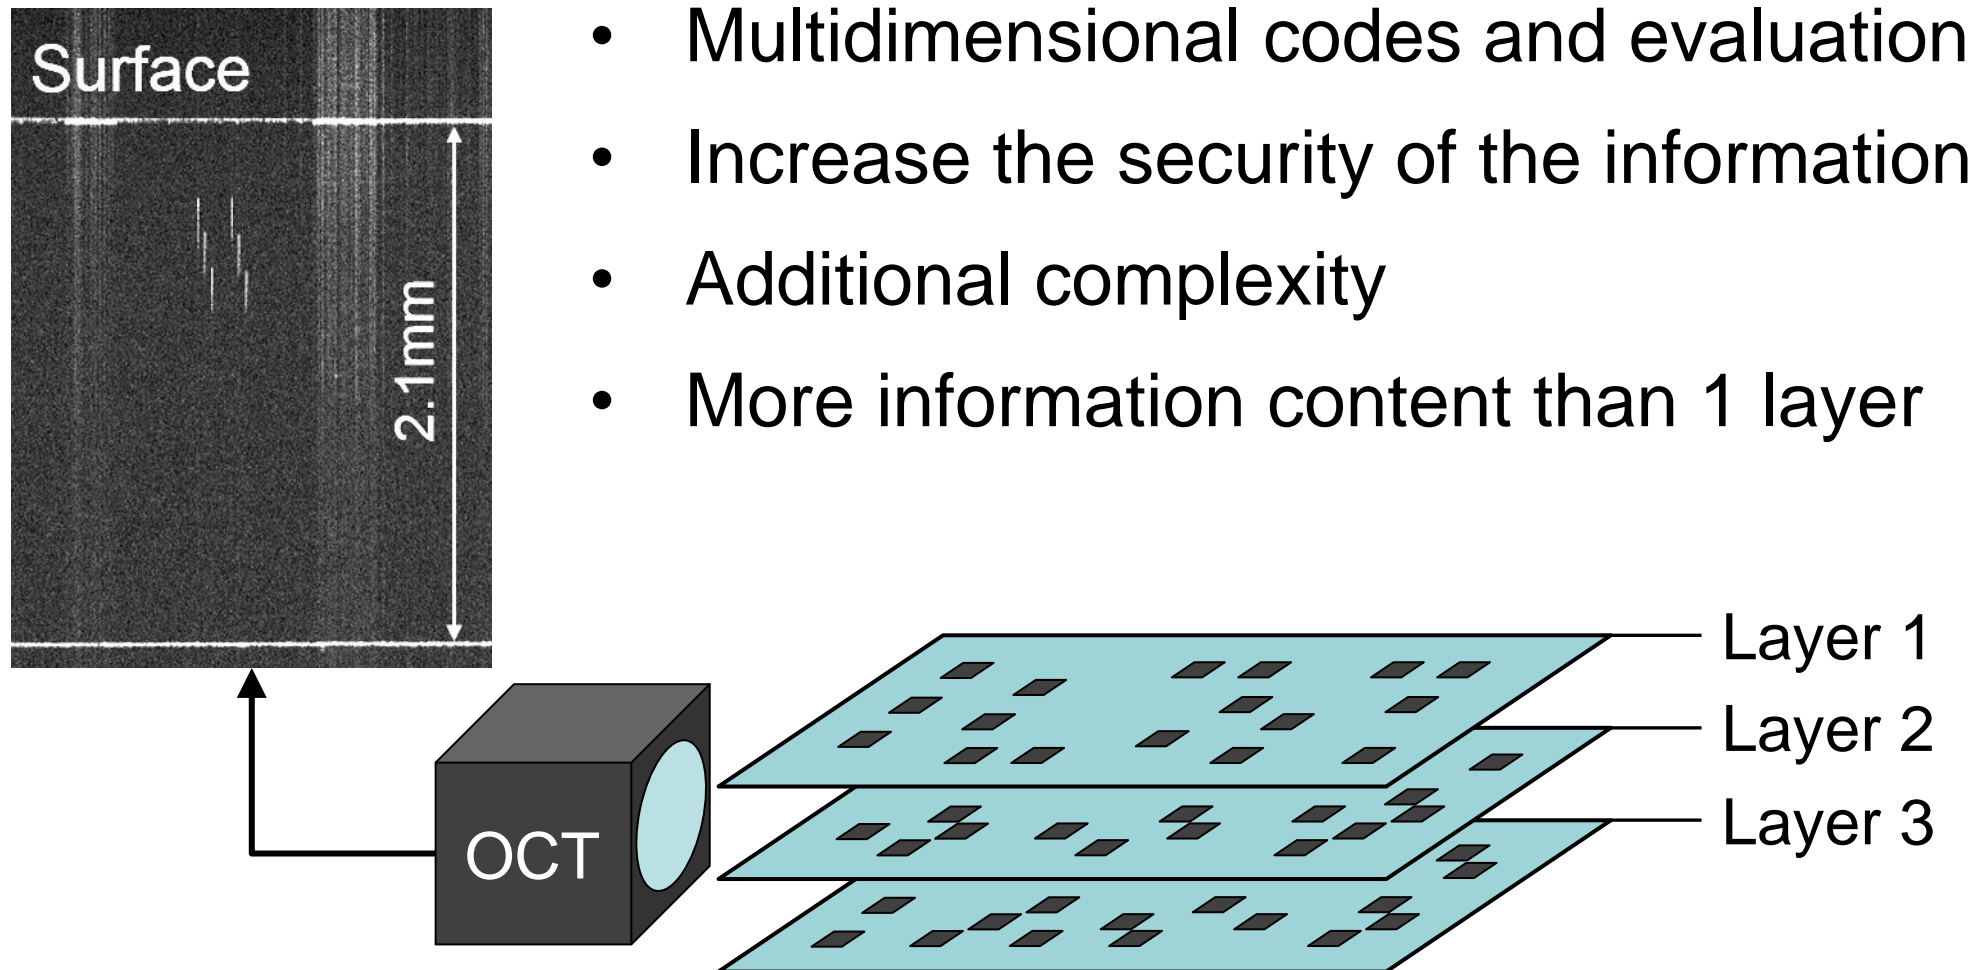 Surface
2.1mm
• Multidimensional codes and evaluation
• Increase the security of the information
• Additional complexity
• More information content than 1 layer
OCT
Layer 1
Layer 2
Layer 3